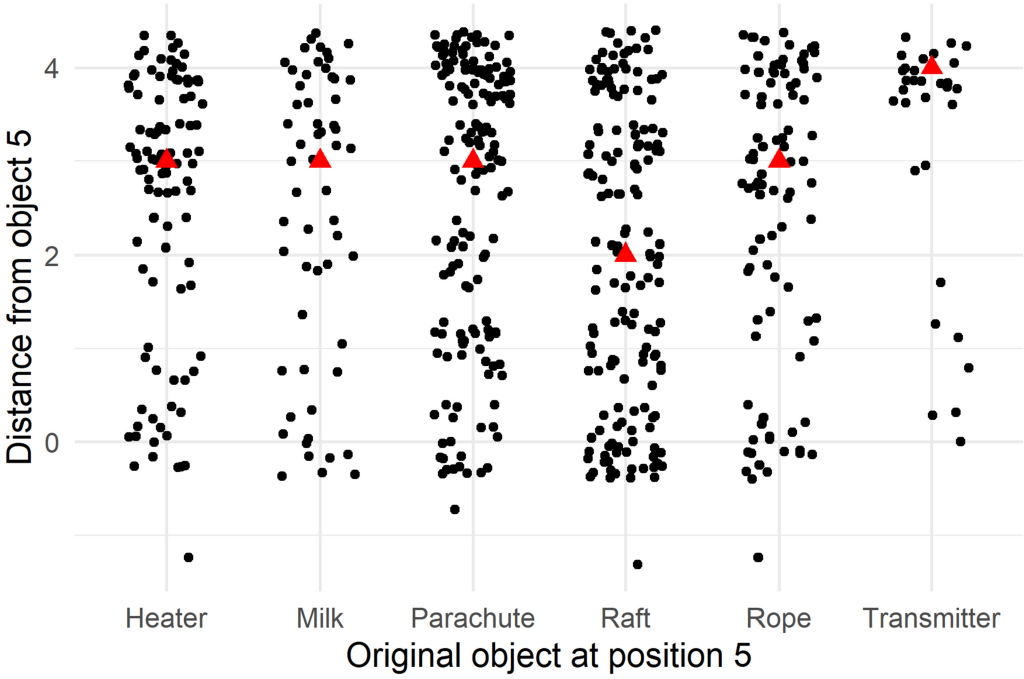 Distance from object 5
4
2
0
Heater Milk Parachute Raft Rope Transmitter
Original object at position 5